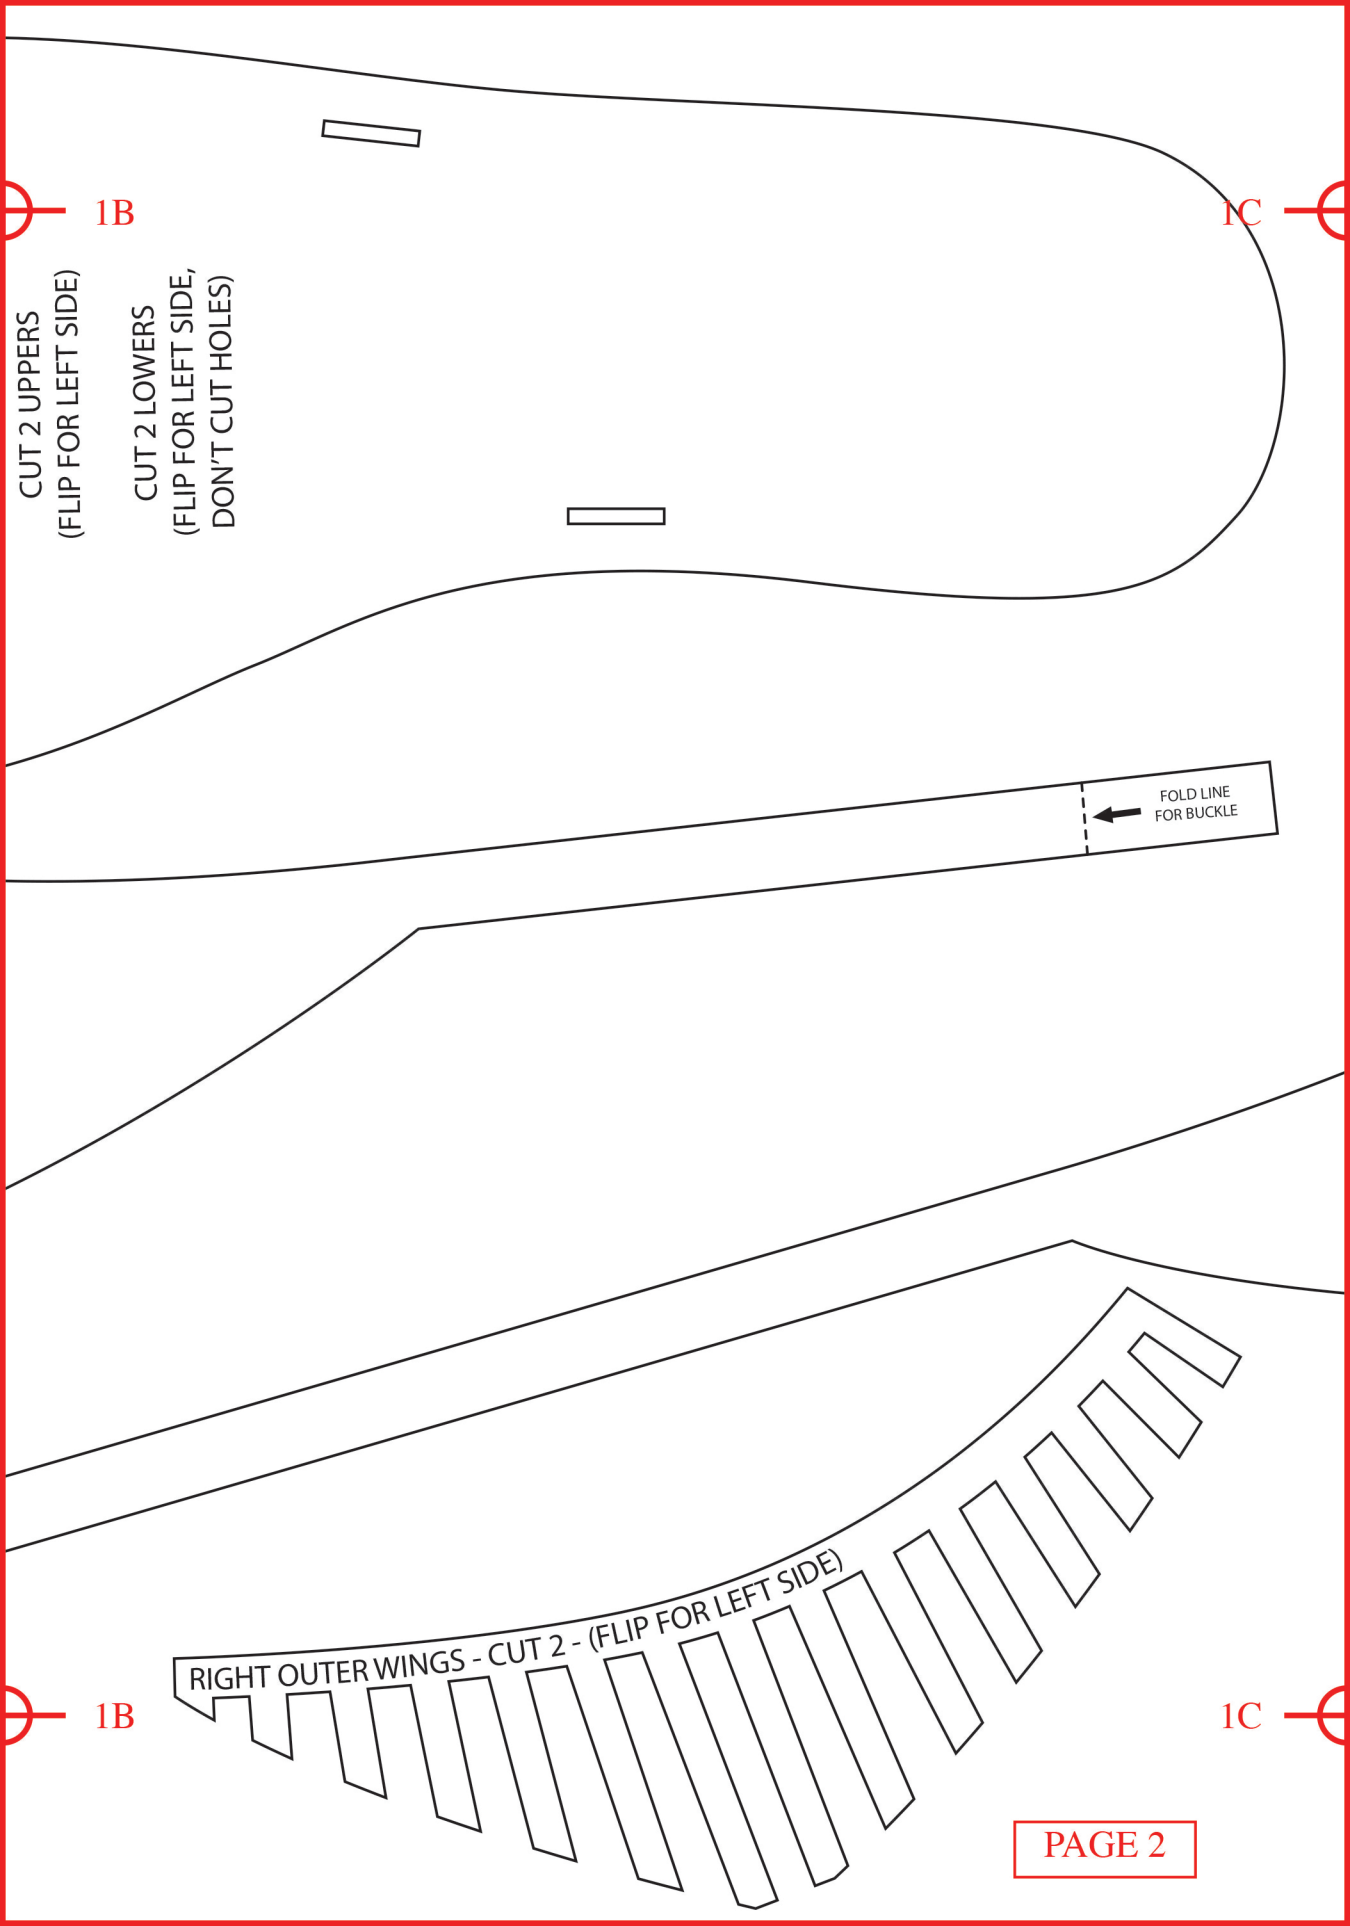 1B
1C
CUT 2 UPPERS
(FLIP FOR LEFT SIDE)
CUT 2 LOWERS
(FLIP FOR LEFT SIDE,
DON'T CUT HOLES)
FOLD LINE
FOR BUCKLE
RIGHT OUTER WINGS - CUT 2 - (FLIP FOR LEFT SIDE)
1B
1C
PAGE 2